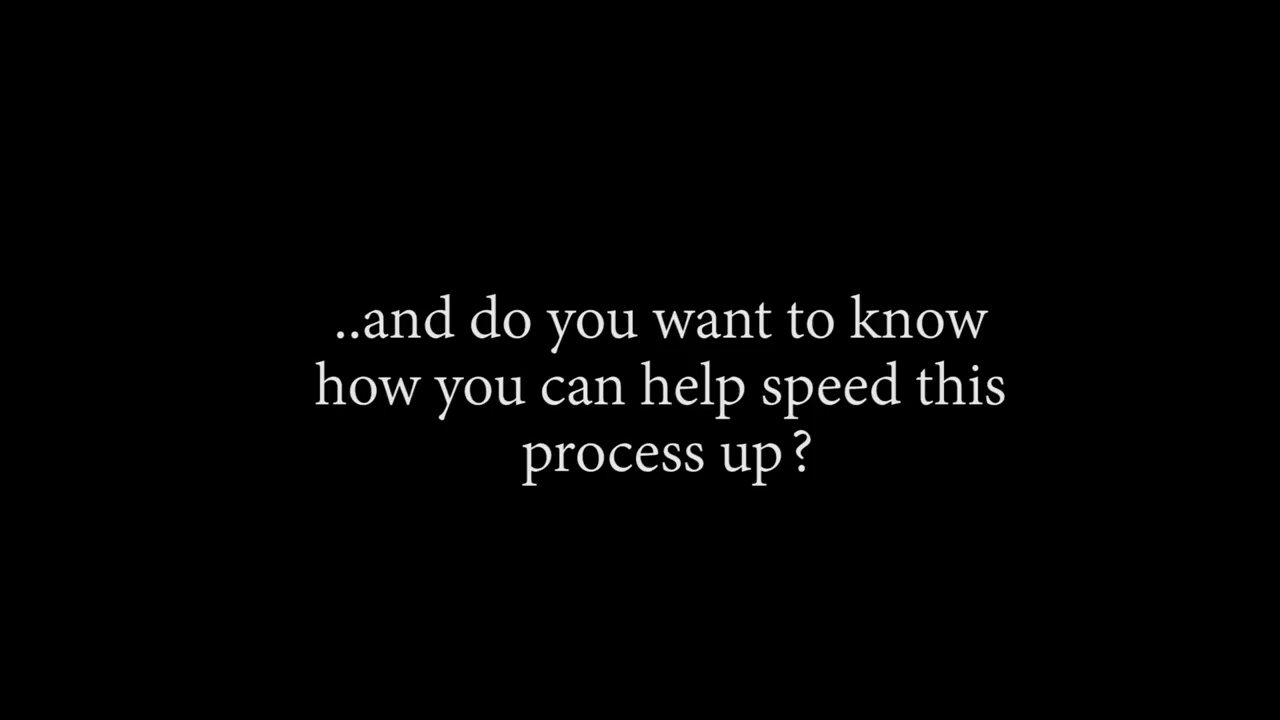 ..and do you want to know
how you can help speed this
process up?